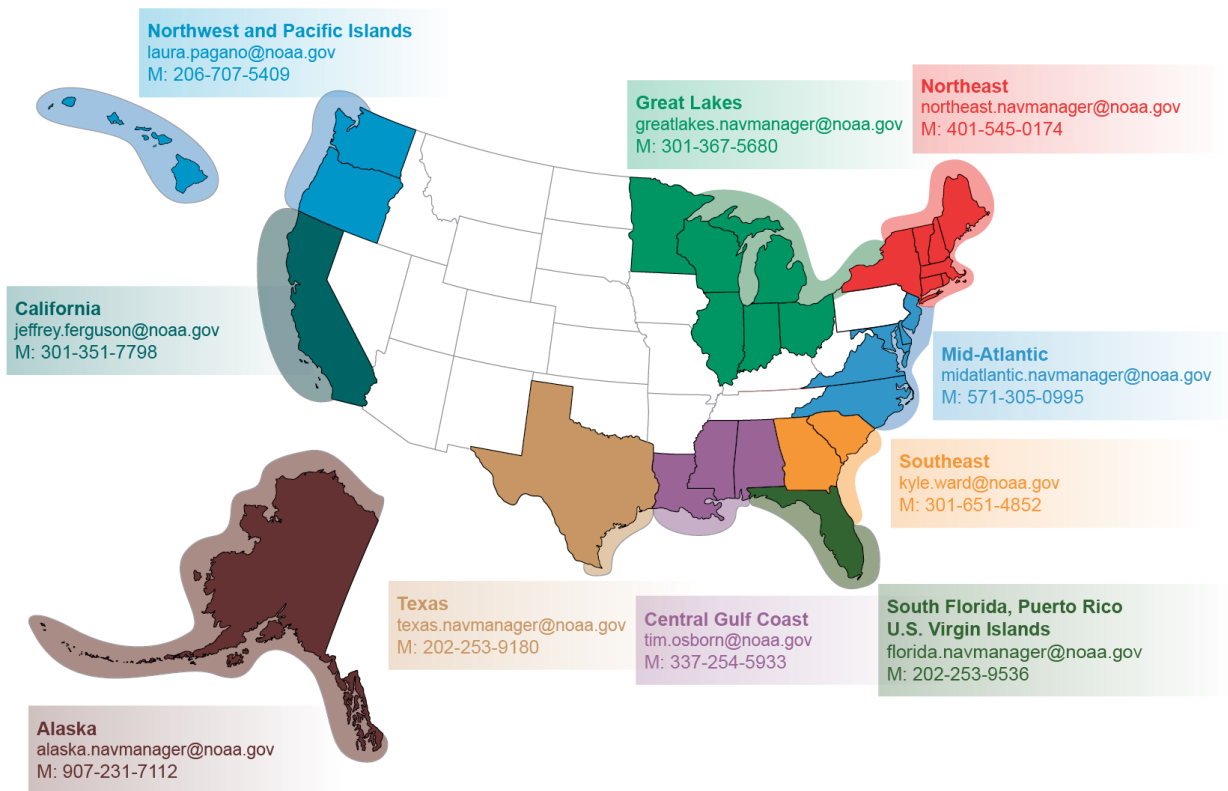 Northwest and Pacific Islands
laura.pagano@noaa.gov
M: 206-707-5409
Northeast
northeast.navmanager@noaa.gov
M: 401-545-0174
Great Lakes
greatlakes.navmanager@noaa.gov
M: 301-367-5680
California
jeffrey.ferguson@noaa.gov
M: 301-351-7798
Mid-Atlantic
midatlantic.navmanager@noaa.gov
M: 571-305-0995
Southeast
kyle.ward@noaa.gov
M: 301-651-4852
Texas
texas.navmanager@noaa.gov
M: 202-253-9180
Central Gulf Coast
tim.osborn@noaa.gov
M: 337-254-5933
South Florida, Puerto Rico
U.S. Virgin Islands
florida.navmanager@noaa.gov
M: 202-253-9536
Alaska
alaska.navmanager@noaa.gov
M: 907-231-7112